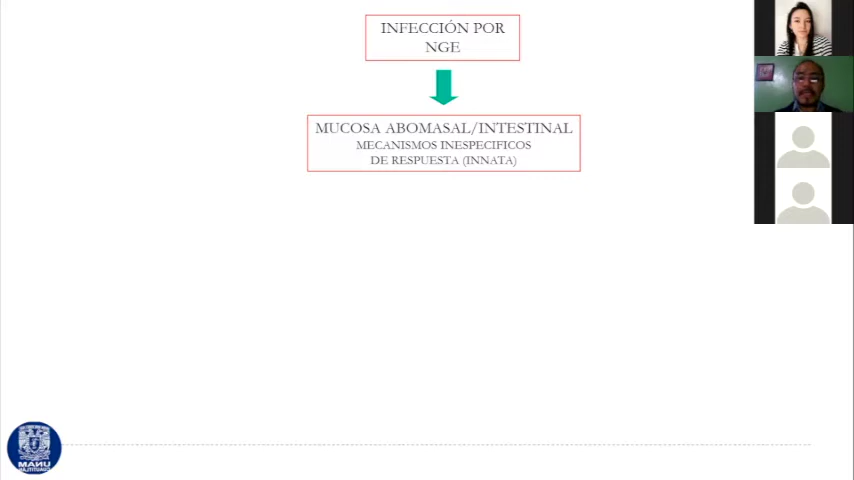 INFECCIÓN POR
NGE
MUCOSA ABOMASAL/INTESTINAL
MECANISMOS INESPECIFICOS
DE RESPUESTA (INNATA)